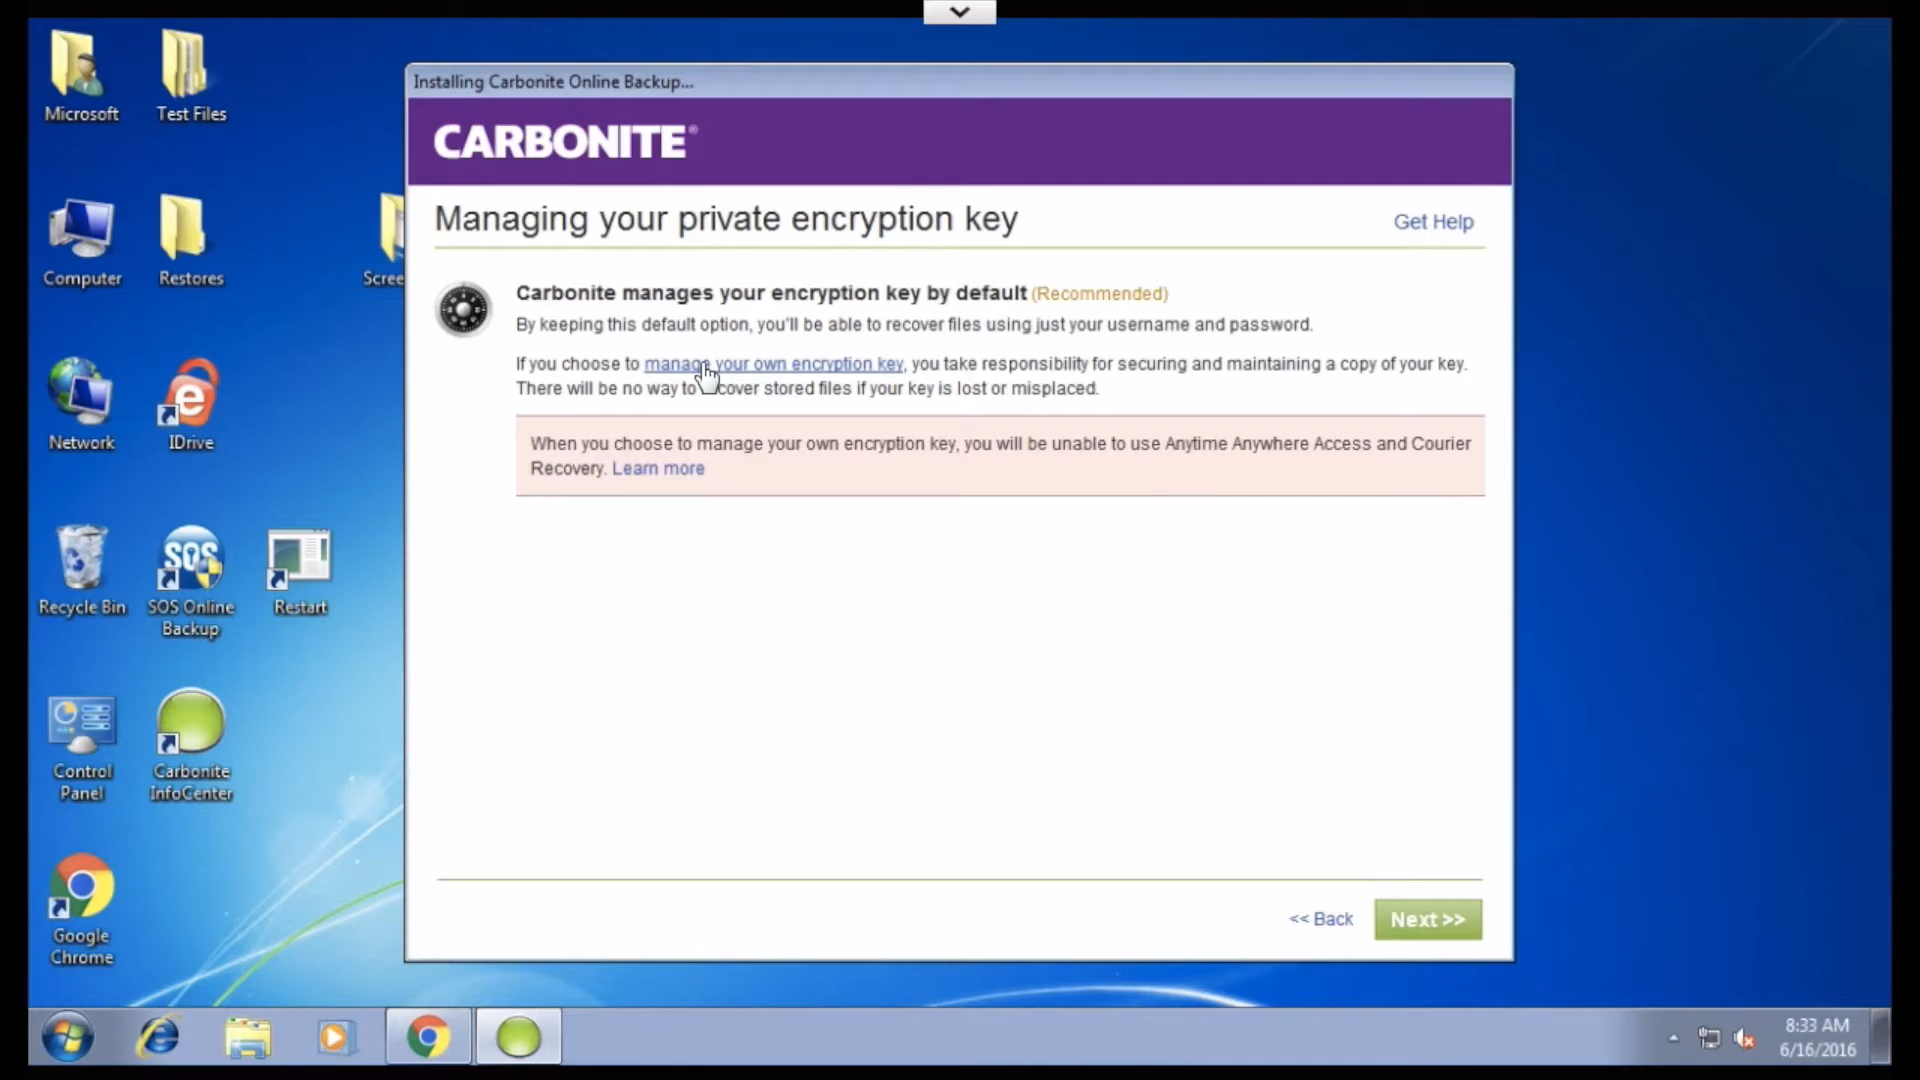 Installing Carbonite Online Backup...
CARBONITE®
Managing your private encryption key
Get Help
Carbonite manages your encryption key by default (Recommended)
By keeping this default option, you'll be able to recover files using just your username and password.
If you choose to manage your own encryption key, you take responsibility for securing and maintaining a copy of your key.
There will be no way to recover stored files if your key is lost or misplaced.
When you choose to manage your own encryption key, you will be unable to use Anytime Anywhere Access and Courier
Recovery. Learn more
<< Back
Next >>
Microsoft
Test Files
Computer
Restores
Scree
Network
IDrive
Recycle Bin
SOS
SOS Online
Backup
Restart
Control
Panel
Carbonite
InfoCenter
Google
Chrome
8:33 AM
6/16/2016